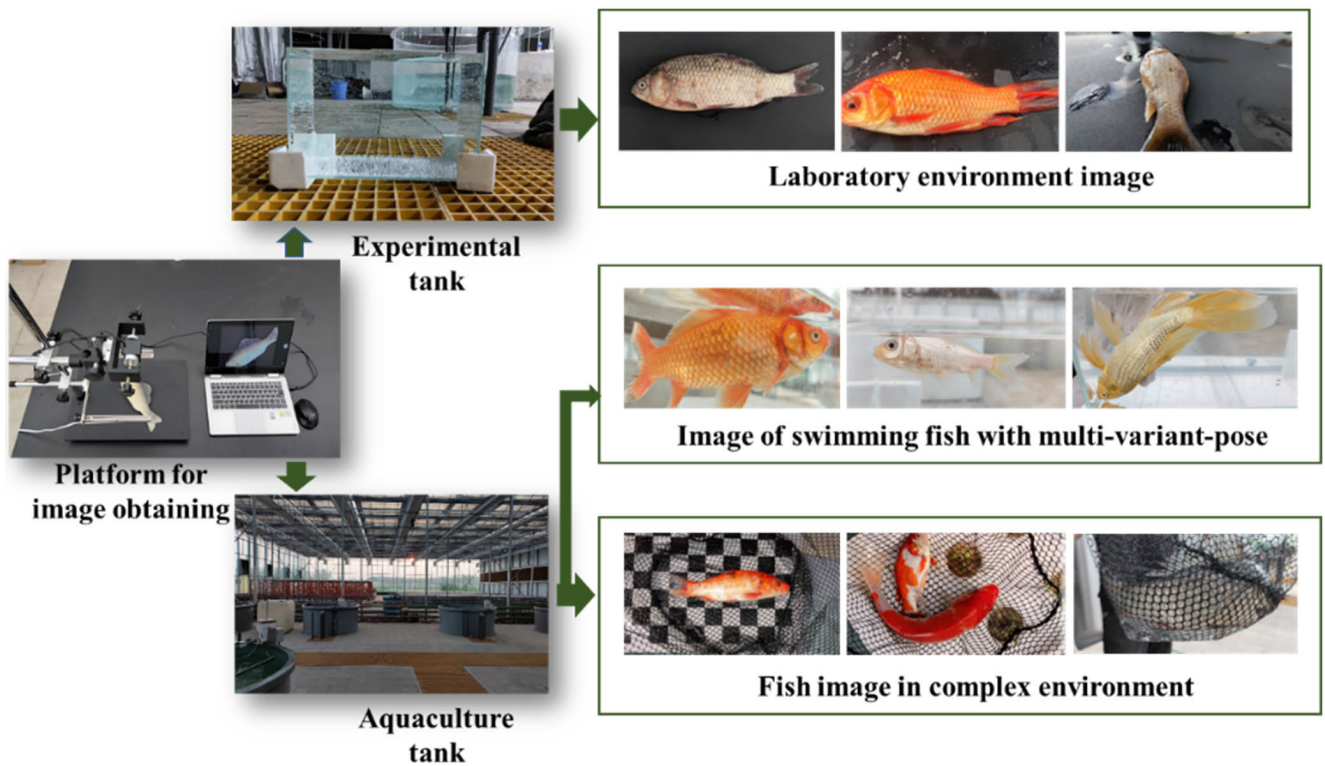 Laboratory environment image
Experimental
tank
Platform for
image obtaining
Image of swimming fish with multi-variant-pose
Fish image in complex environment
Aquaculture
tank